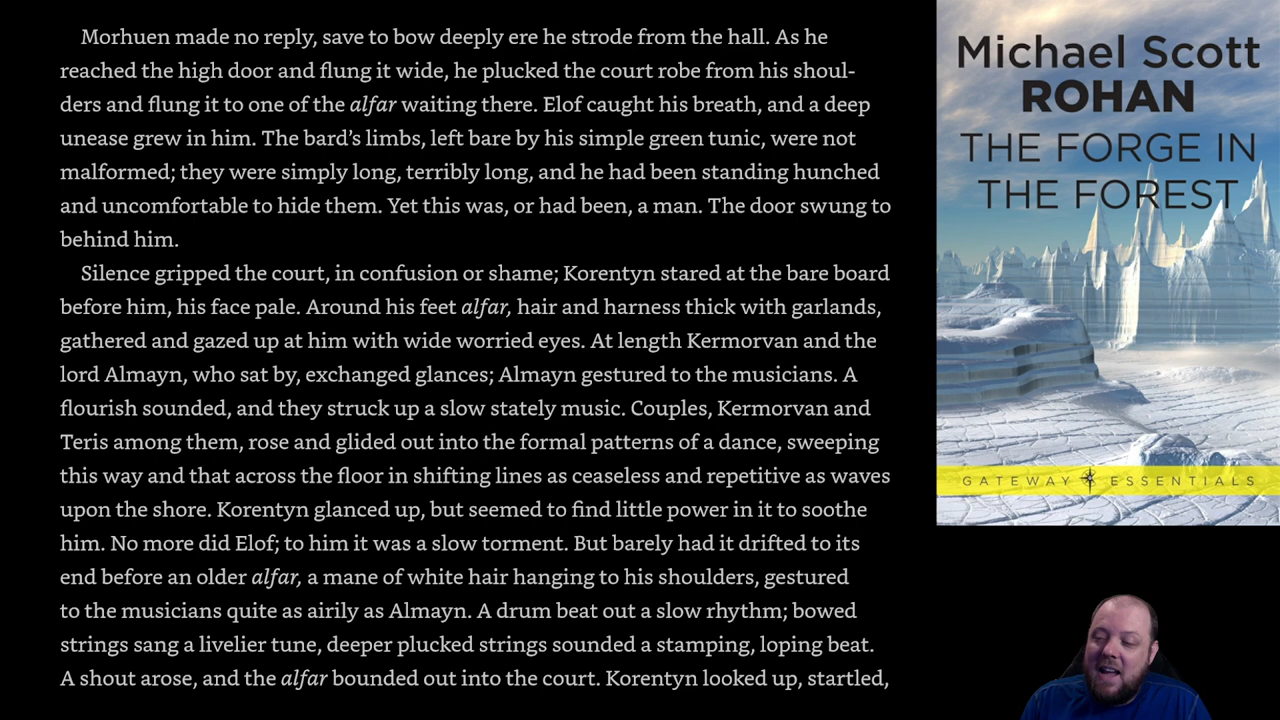 Morhuen made no reply, save to bow deeply ere he strode from the hall. As he
reached the high door and flung it wide, he plucked the court robe from his shoul-
ders and flung it to one of the alfar waiting there. Elof caught his breath, and a deep
unease grew in him. The bard’s limbs, left bare by his simple green tunic, were not
malformed; they were simply long, terribly long, and he had been standing hunched
and uncomfortable to hide them. Yet this was, or had been, a man. The door swung to
behind him.
Silence gripped the court, in confusion or shame; Korentyn stared at the bare board
before him, his face pale. Around his feet alfar, hair and harness thick with garlands,
gathered and gazed up at him with wide worried eyes. At length Kermorvan and the
lord Almayn, who sat by, exchanged glances; Almayn gestured to the musicians. A
flourish sounded, and they struck up a slow stately music. Couples, Kermorvan and
Teris among them, rose and glided out into the formal patterns of a dance, sweeping
this way and that across the floor in shifting lines as ceaseless and repetitive as waves
upon the shore. Korentyn glanced up, but seemed to find little power in it to soothe
him. No more did Elof; to him it was a slow torment. But barely had it drifted to its
end before an older alfar, a mane of white hair hanging to his shoulders, gestured
to the musicians quite as airily as Almayn. A drum beat out a slow rhythm; bowed
strings sang a livelier tune, deeper plucked strings sounded a stamping, loping beat.
A shout arose, and the alfar bounded out into the court. Korentyn looked up, startled,
Michael Scott
ROHAN
THE FORGE IN
THE FOREST
GATEWAY ESSENTIALS